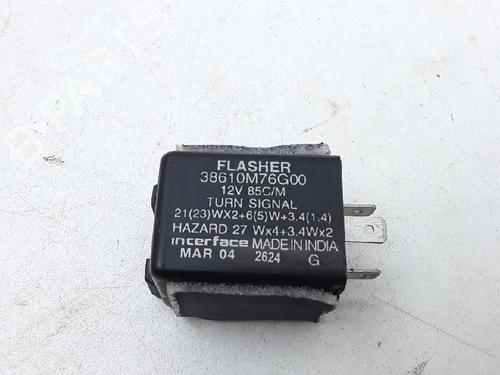 FLASHER
38610M76G00
12V 85C/M
TURN SIGNAL
21(23)WX2+6(5)W+3.4(1.4)
HAZARD 27 Wx4+3.4Wx2
interface MADE IN INDIA
MAR 04 2624 G
B-PARTS